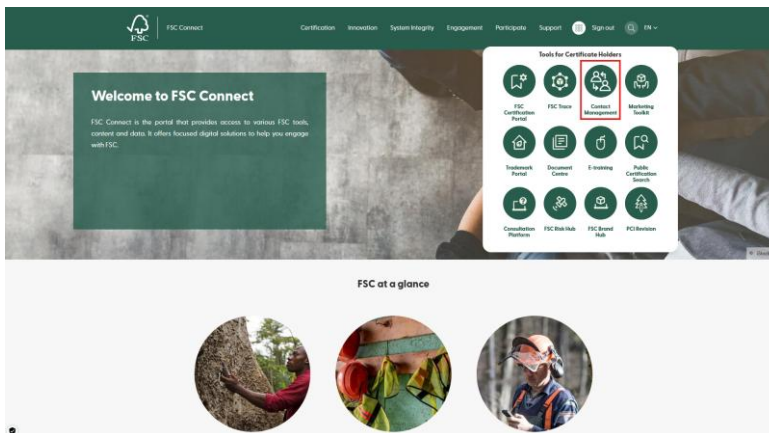 FSC
FSC Connect
Certification Innovation System Integrity Engagement Participate Support Sign out EN
Tools for Certificate Holders
FSC Certification Portal
FSC Trace
Contact Management
Marketing Toolkit
Trademark Portal
Document Centre
E-training
Public Certification Search
Consultation Platform
FSC Risk Hub
FSC Brand Hub
PCI Revision
Welcome to FSC Connect
FSC Connect is the portal that provides access to various FSC tools,
content and data. It offers focused digital solutions to help you engage
with FSC.
FSC at a glance